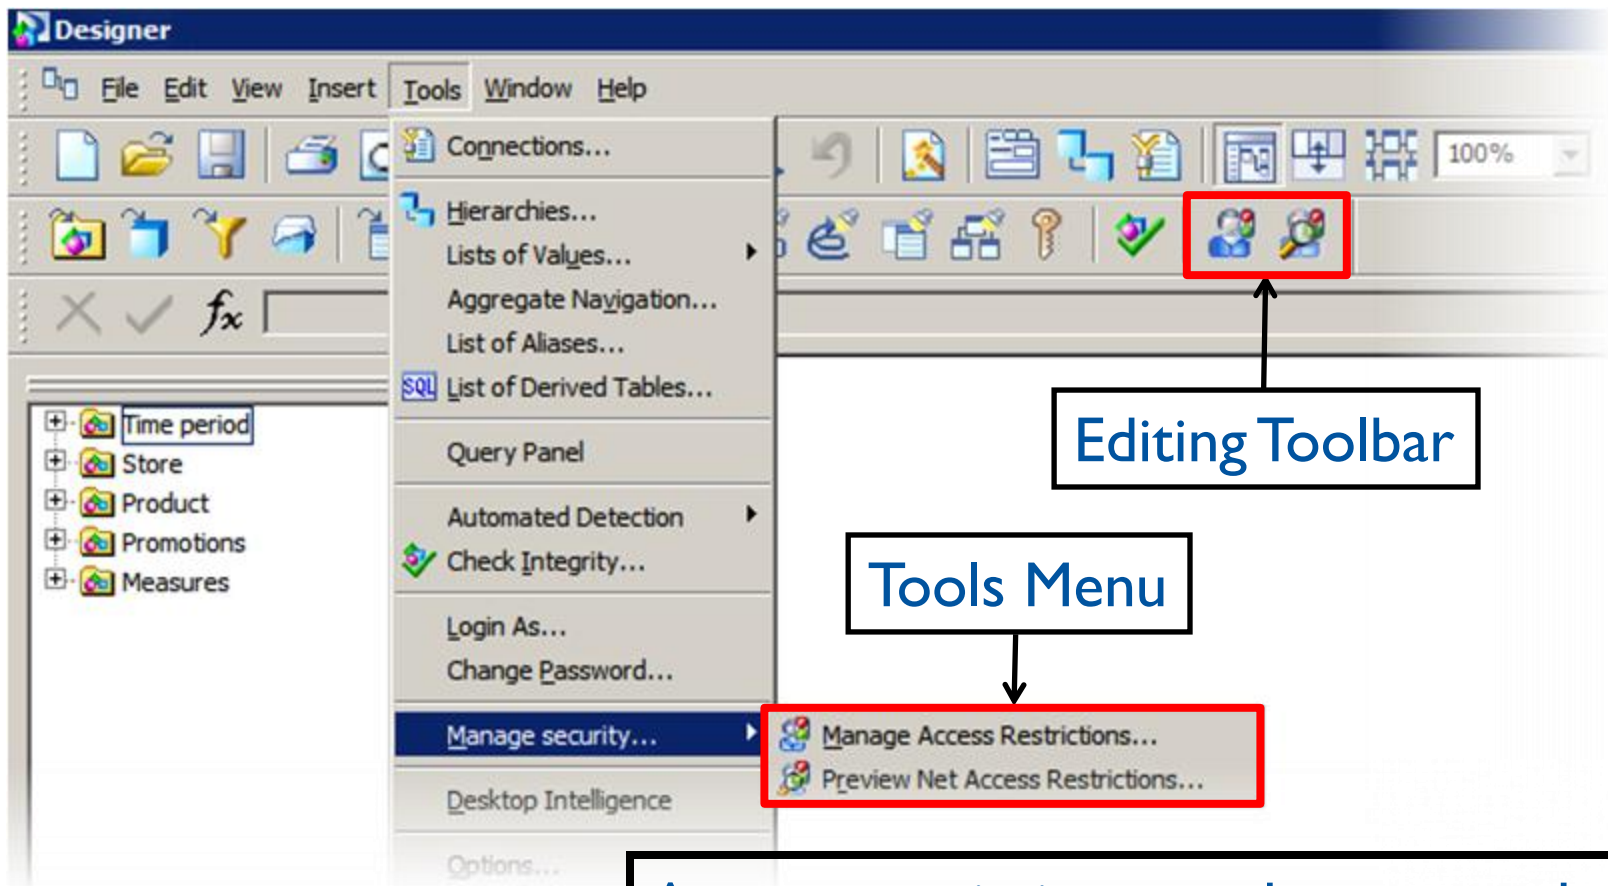 Designer
File Edit View Insert Tools Window Help
Connections...
100%
Hierarchies...
Lists of Values...
Aggregate Navigation...
List of Aliases...
SQL List of Derived Tables...
Query Panel
Automated Detection
Check Integrity...
Login As...
Change Password...
Manage security...
Desktop Intelligence
Options...
fx
Time period
Store
Product
Promotions
Measures
Editing Toolbar
Tools Menu
Manage Access Restrictions...
Preview Net Access Restrictions...